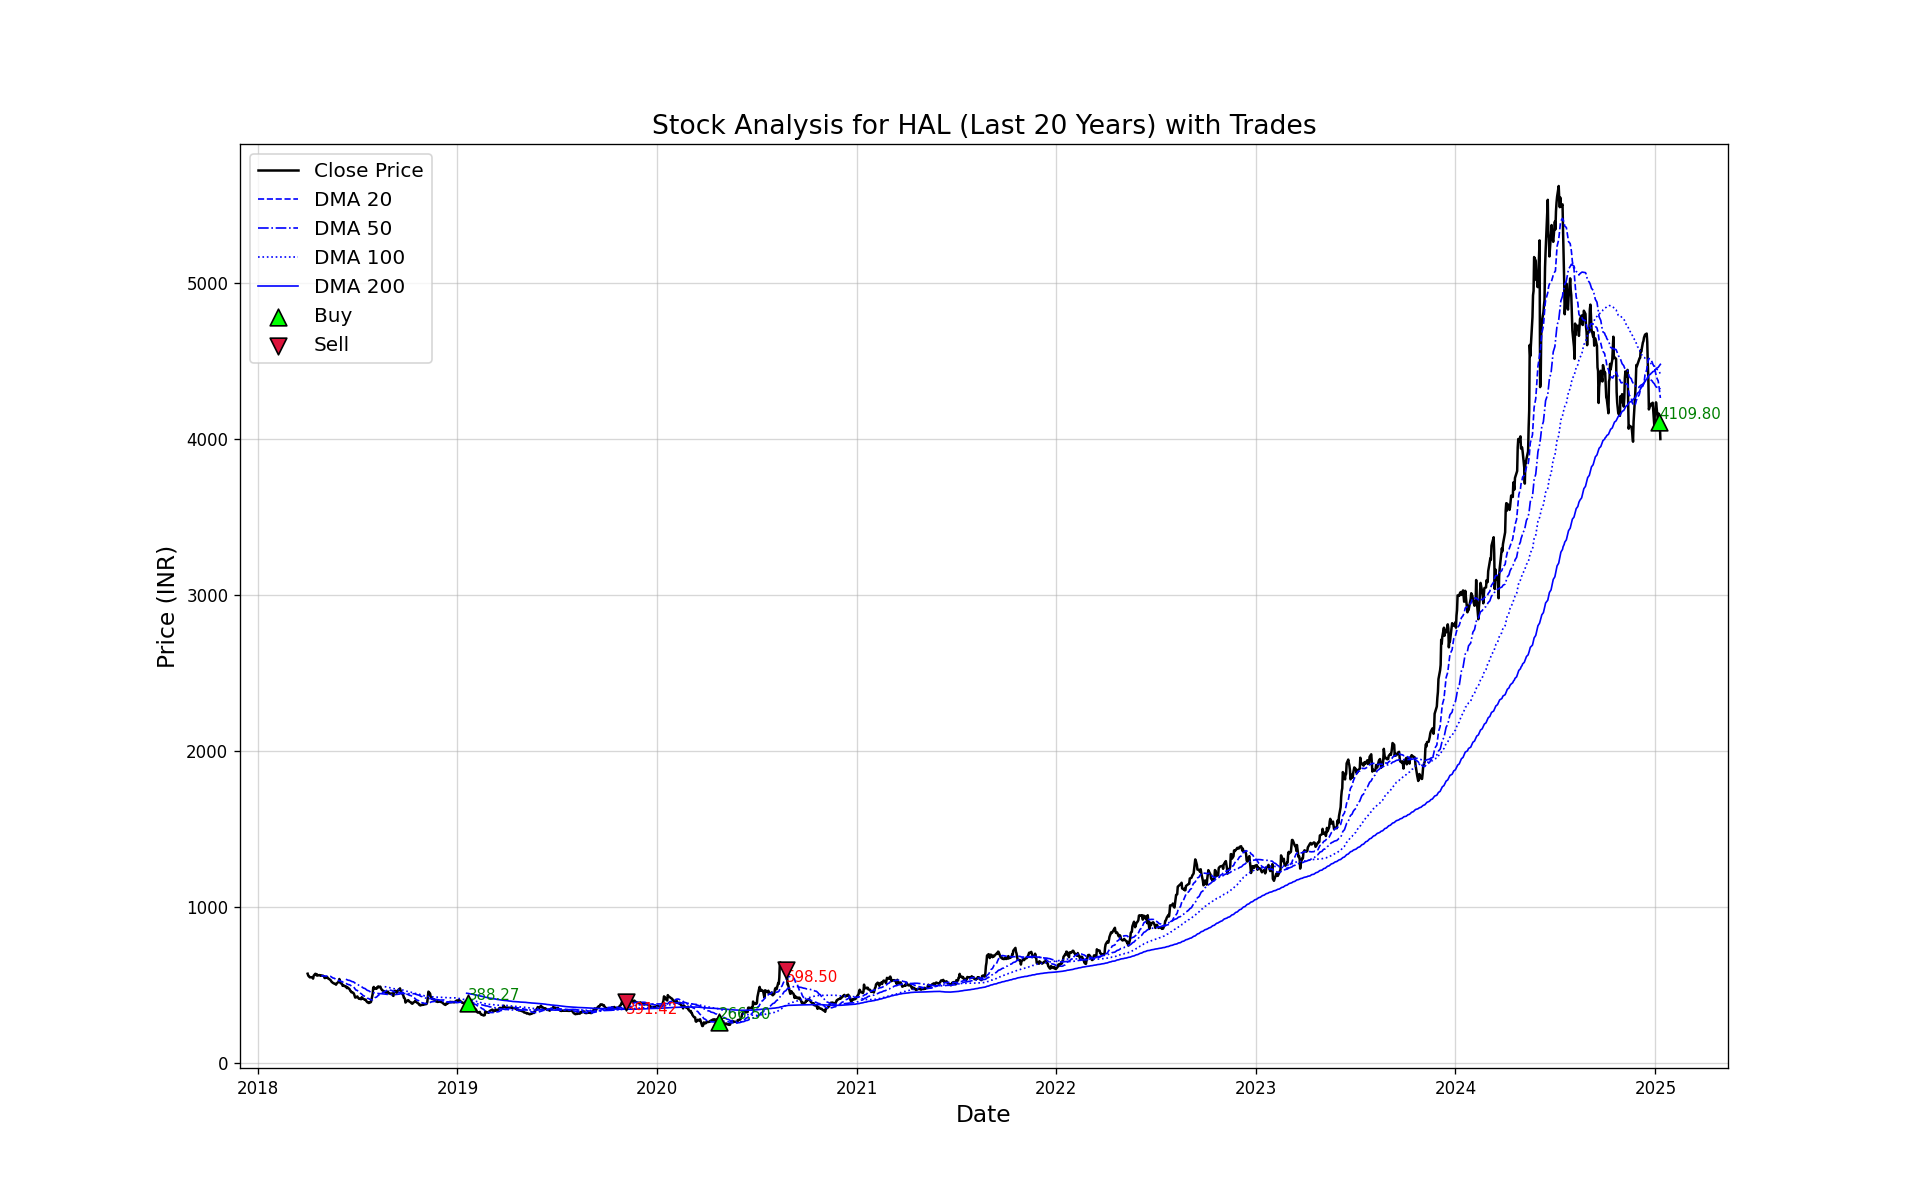 Stock Analysis for HAL (Last 20 Years) with Trades
Close Price
DMA 20
DMA 50
DMA 100
DMA 200
Buy
Sell
Price (INR)
5000
4000
3000
2000
1000
0
4109.80
598.50
388.27
391.42
2018
2019
2020
2021
2022
2023
2024
2025
Date